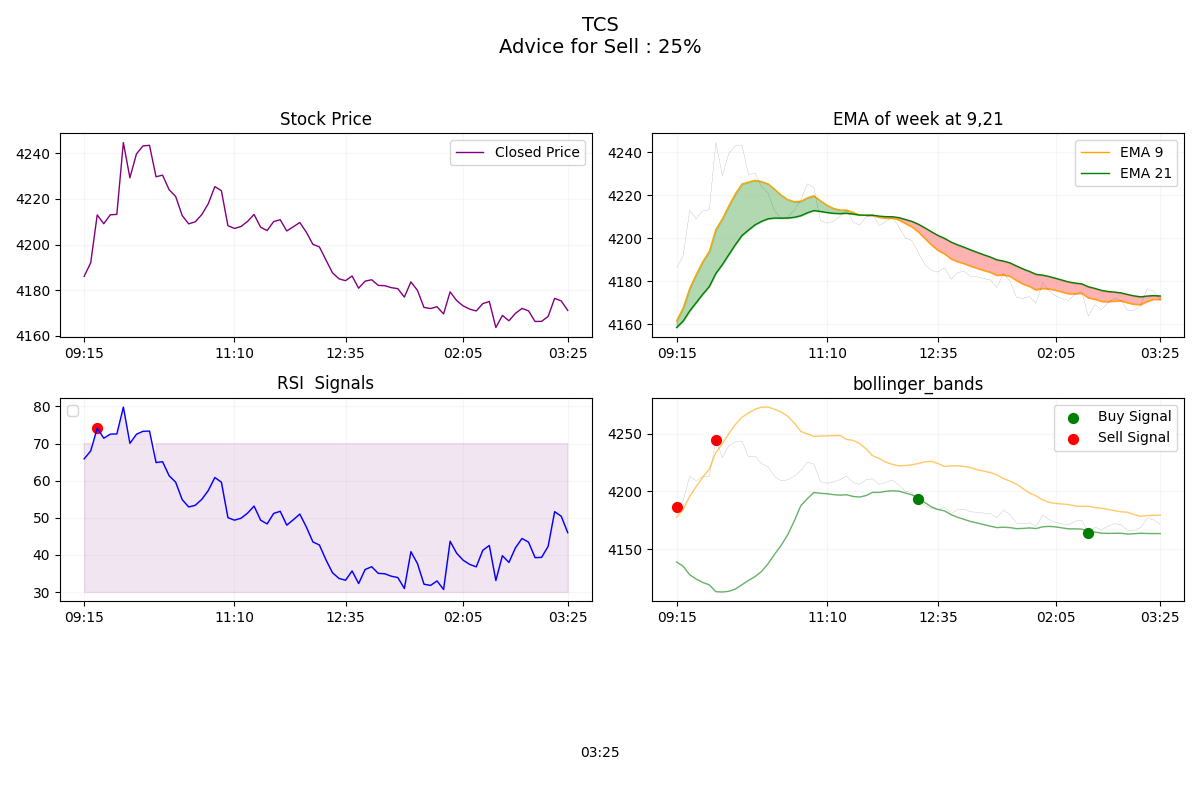 TCS
Advice for Sell : 25%
Stock Price
4240
4220
4200
4180
4160
Closed Price
09:15 11:10 12:35 02:05 03:25
EMA of week at 9,21
4240
4220
4200
4180
4160
EMA 9
EMA 21
09:15 11:10 12:35 02:05 03:25
RSI  Signals
80
70
60
50
40
30
09:15 11:10 12:35 02:05 03:25
bollinger_bands
4250
4200
4150
Buy Signal
Sell Signal
09:15 11:10 12:35 02:05 03:25
03:25